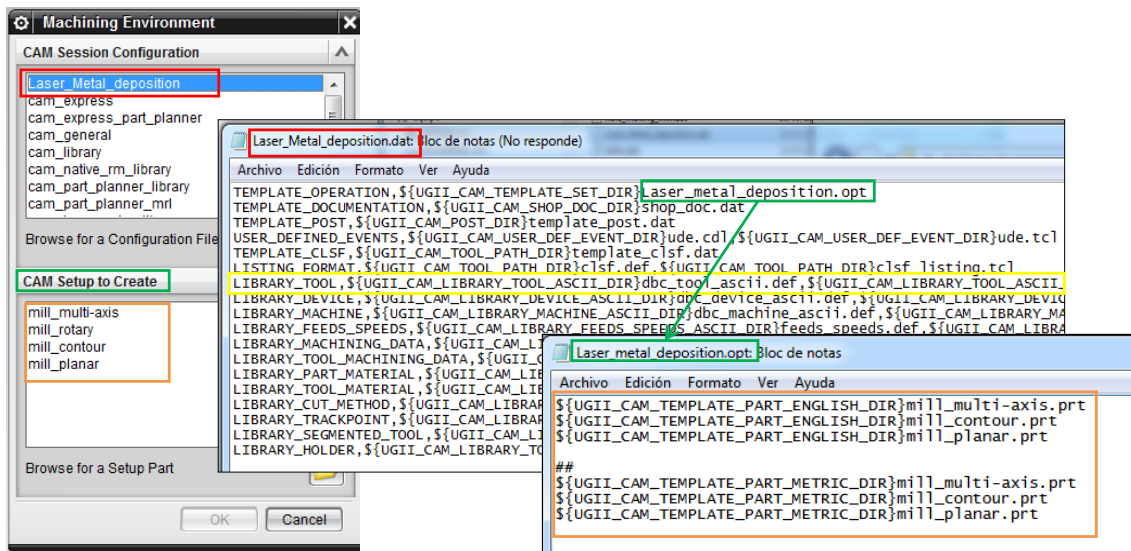 Machining Environment
CAM Session Configuration
Laser_Metal_deposition
cam_express
cam_express_part_planner
cam_general
cam_library
cam_native_rm_library
cam_part_planner_library
cam_part_planner_mrl
Browse for a Configuration File
CAM Setup to Create
mill_multi-axis
mill_rotary
mill_contour
mill_planar
Browse for a Setup Part
OK Cancel
Laser_Metal_deposition.dat: Bloc de notas (No responde)
Archivo Edición Formato Ver Ayuda
TEMPLATE_OPERATION,${UGII_CAM_TEMPLATE_SET_DIR}Laser_metal_deposition.opt
TEMPLATE_DOCUMENTATION,${UGII_CAM_SHOP_DOC_DIR}shop_doc.dat
TEMPLATE_POST,${UGII_CAM_POST_DIR}template_post.dat
USER_DEFINED_EVENTS,${UGII_CAM_USER_DEF_EVENT_DIR}ude.cdl,${UGII_CAM_USER_DEF_EVENT_DIR}ude.tcl
TEMPLATE_CLSF,${UGII_CAM_TOOL_PATH_DIR}template_clsf.dat
LISTING_FORMAT,${UGII_CAM_TOOL_PATH_DIR}clsf.def,${UGII_CAM_TOOL_PATH_DIR}clsf_listing.tcl
LIBRARY_TOOL,${UGII_CAM_LIBRARY_TOOL_ASCII_DIR}dbc_tool_ascii.def,${UGII_CAM_LIBRARY_TOOL_ASCII_
LIBRARY_DEVICE,${UGII_CAM_LIBRARY_DEVICE_ASCII_DIR}dbc_device_ascii.def,${UGII_CAM_LIBRARY_DEVIC
LIBRARY_MACHINE,${UGII_CAM_LIBRARY_MACHINE_ASCII_DIR}dbc_machine_ascii.def,${UGII_CAM_LIBRARY_MA
LIBRARY_FEEDS_SPEEDS,${UGII_CAM_LIBRARY_FEEDS_SPEEDS_ASCII_DIR}feeds_speeds.def,${UGII_CAM_LIBRA
LIBRARY_MACHINING_DATA,${UGII_CAM_LIB
LIBRARY_TOOL_MACHINING_DATA,${UGII_C
LIBRARY_PART_MATERIAL,${UGII_CAM_LIB
LIBRARY_TOOL_MATERIAL,${UGII_CAM_LIB
LIBRARY_CUT_METHOD,${UGII_CAM_LIBRAR
LIBRARY_TRACKPOINT,${UGII_CAM_LIBRAR
LIBRARY_SEGMENTED_TOOL,${UGII_CAM_LI
LIBRARY_HOLDER,${UGII_CAM_LIBRARY_TO
Laser_metal_deposition.opt: Bloc de notas
Archivo Edición Formato Ver Ayuda
${UGII_CAM_TEMPLATE_PART_ENGLISH_DIR}mill_multi-axis.prt
${UGII_CAM_TEMPLATE_PART_ENGLISH_DIR}mill_contour.prt
${UGII_CAM_TEMPLATE_PART_ENGLISH_DIR}mill_planar.prt
##
${UGII_CAM_TEMPLATE_PART_METRIC_DIR}mill_multi-axis.prt
${UGII_CAM_TEMPLATE_PART_METRIC_DIR}mill_contour.prt
${UGII_CAM_TEMPLATE_PART_METRIC_DIR}mill_planar.prt